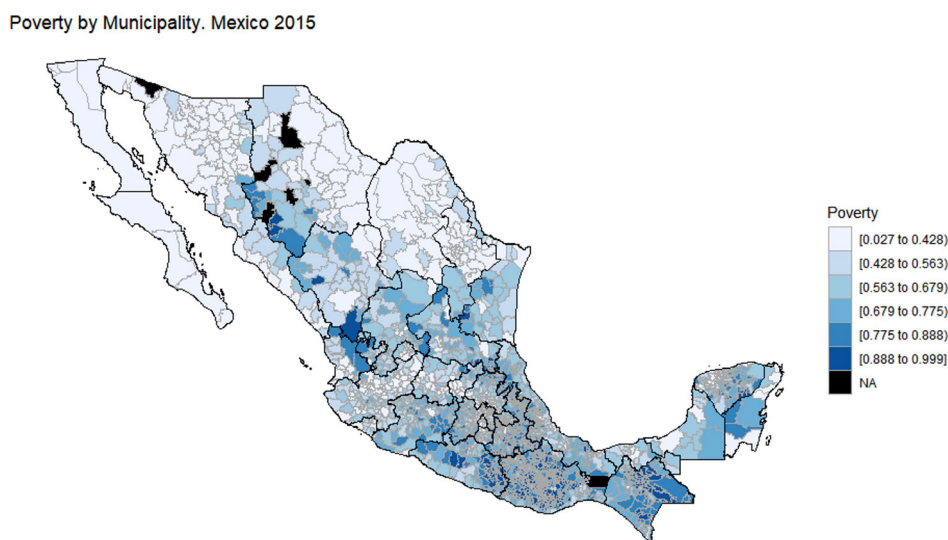 Poverty by Municipality. Mexico 2015
Poverty
[0.027 to 0.428)
[0.428 to 0.563)
[0.563 to 0.679)
[0.679 to 0.775)
[0.775 to 0.888)
[0.888 to 0.999]
NA